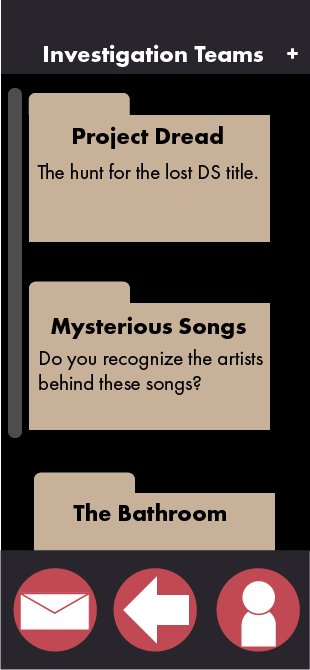 Investigation Teams +
Project Dread
The hunt for the lost DS title.
Mysterious Songs
Do you recognize the artists
behind these songs?
The Bathroom